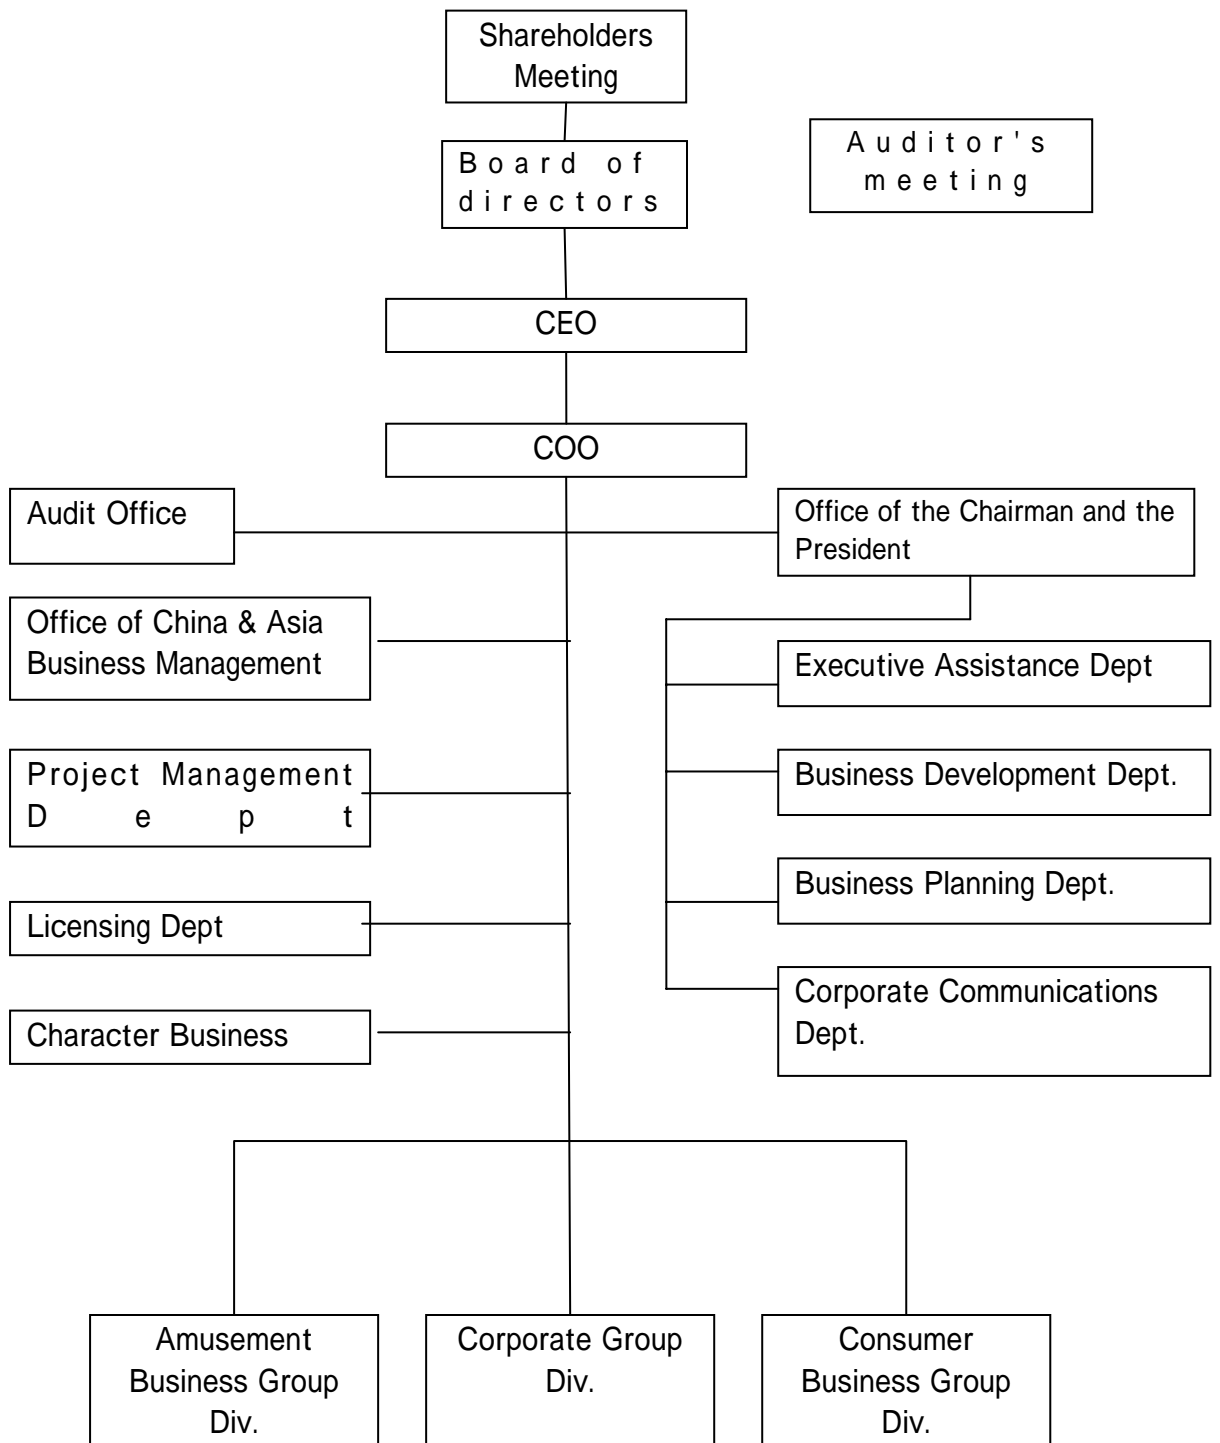 Shareholders
Meeting
Board of
directors
Auditor's
meeting
CEO
COO
Audit Office
Office of the Chairman and the
President
Office of China & Asia
Business Management
Executive Assistance Dept
Project Management
Dept
Business Development Dept.
Business Planning Dept.
Licensing Dept
Corporate Communications
Dept.
Character Business
Amusement
Business Group
Div.
Corporate Group
Div.
Consumer
Business Group
Div.